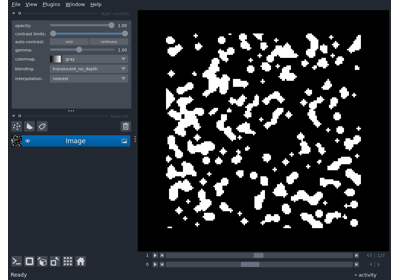 File View Plugins Window Help
opacity: 1.00
contrast limits:
auto-contrast: once continuous
gamma: 1.00
colormap: gray
blending: translucent_no_depth
interpolation: nearest
Image
1
0
Ready
activity